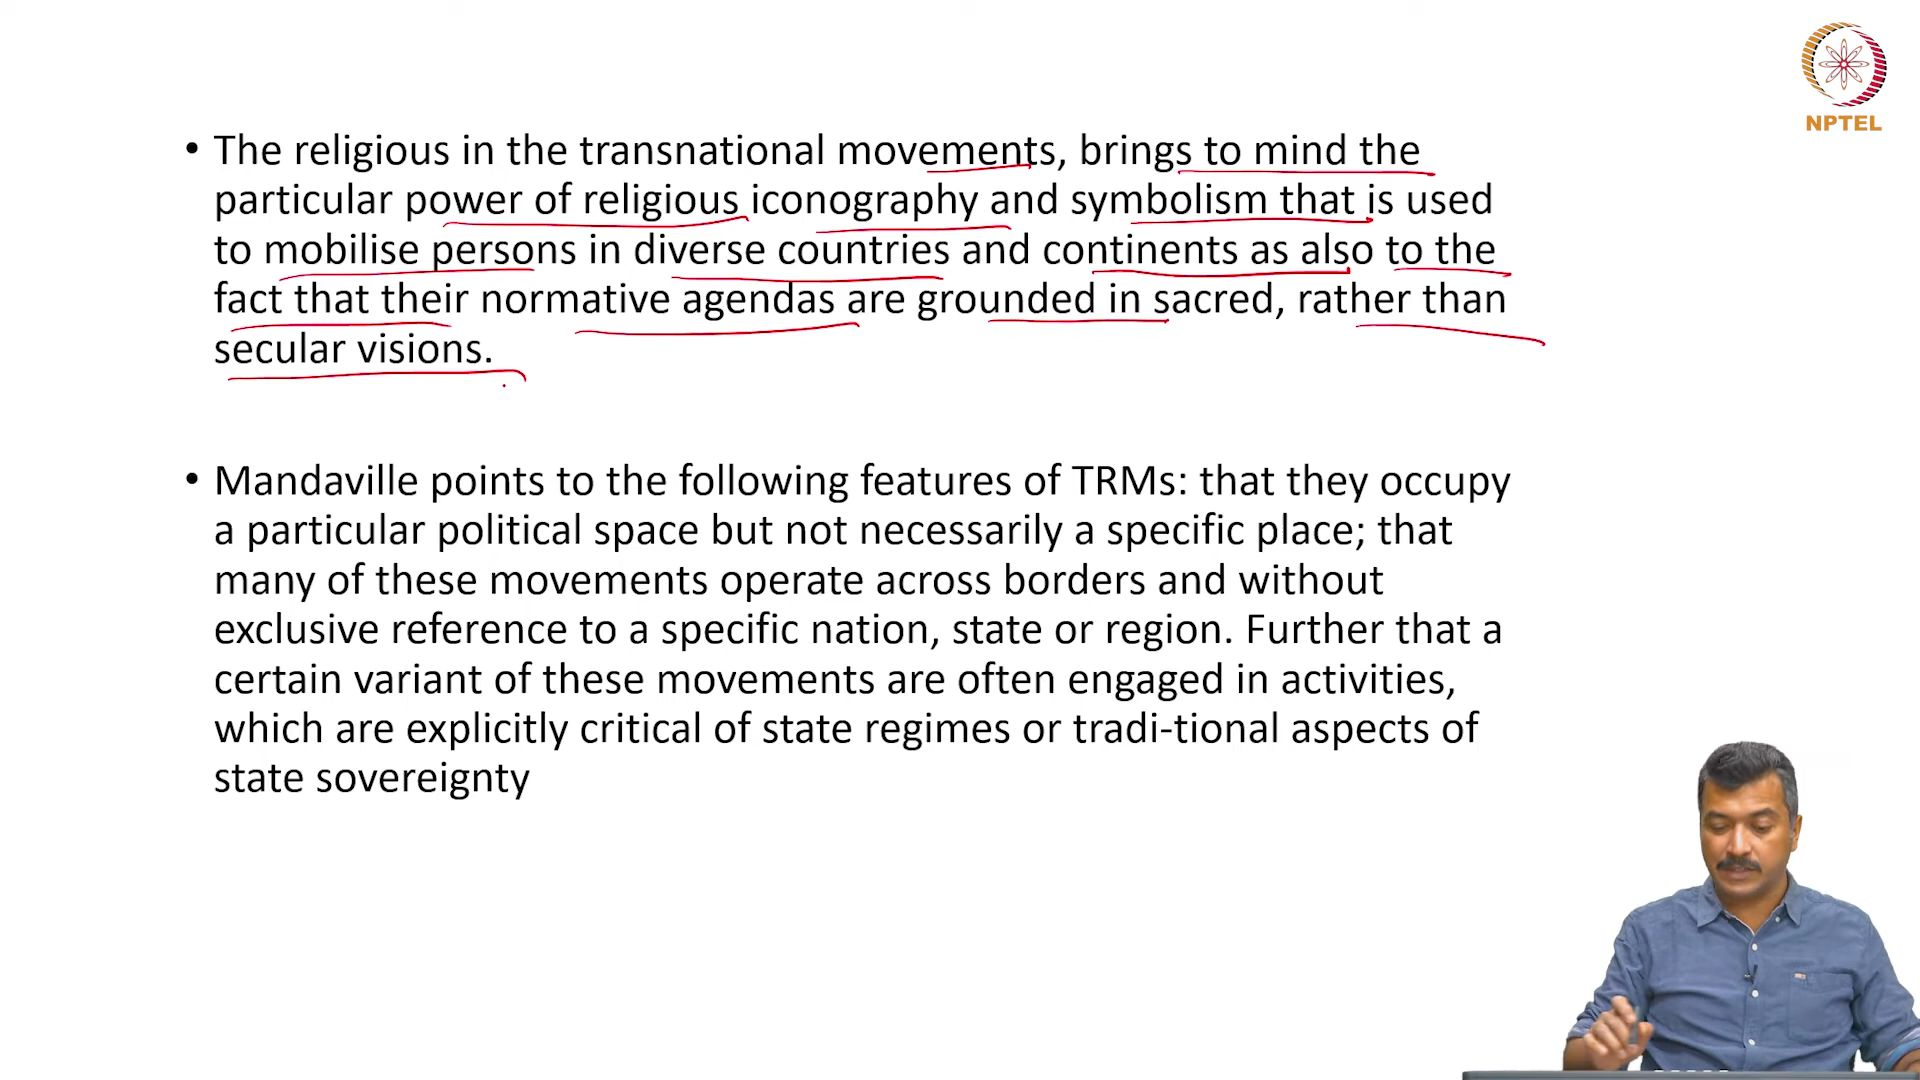 NPTEL
• The religious in the transnational movements, brings to mind the
particular power of religious iconography and symbolism that is used
to mobilise persons in diverse countries and continents as also to the
fact that their normative agendas are grounded in sacred, rather than
secular visions.
• Mandaville points to the following features of TRMs: that they occupy
a particular political space but not necessarily a specific place; that
many of these movements operate across borders and without
exclusive reference to a specific nation, state or region. Further that a
certain variant of these movements are often engaged in activities,
which are explicitly critical of state regimes or tradi-tional aspects of
state sovereignty